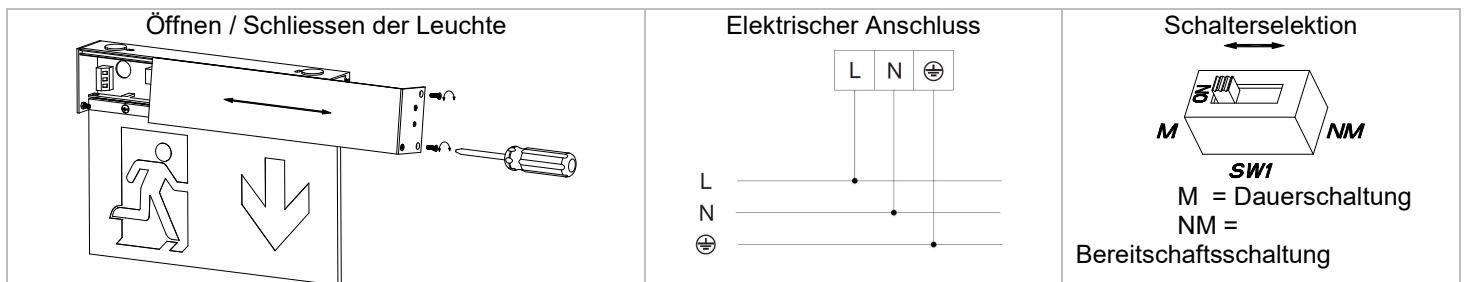 Öffnen / Schliessen der Leuchte
Elektrischer Anschluss
L N
L
N
Schalterselektion
ON
M
NM
SW1
M = Dauerschaltung
NM =
Bereitschaftsschaltung